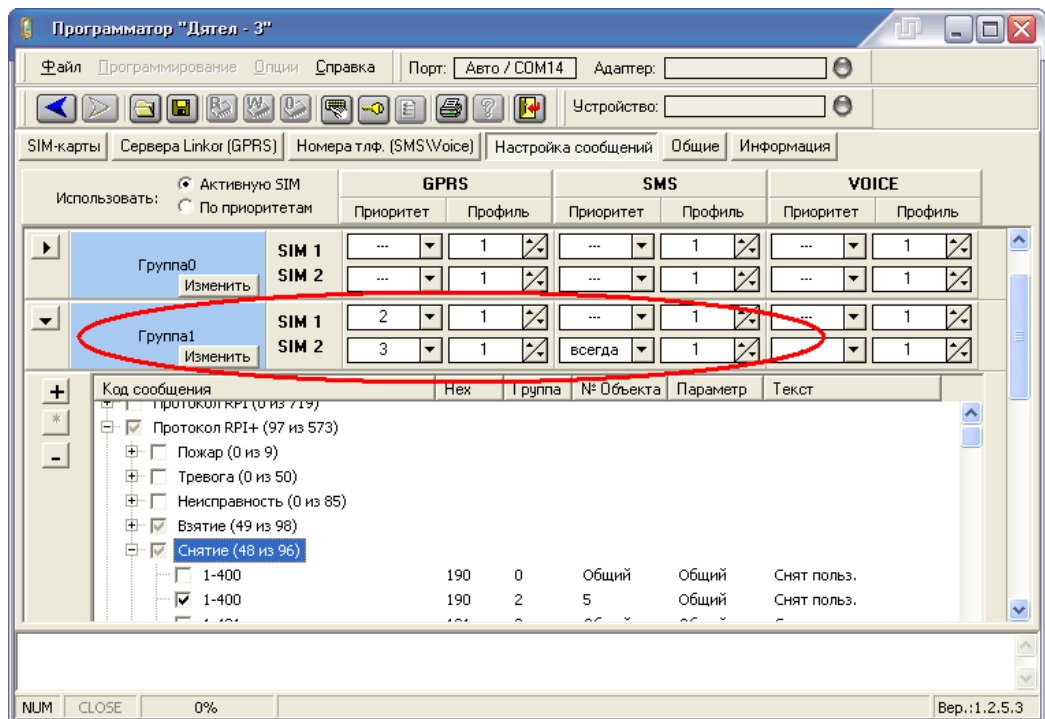 Программатор "Дятел - 3"
Файл Программирование Опции Справка Порт: Авто / COM14 Адаптер:
Устройство:
SIM-карты Сервера Linkor (GPRS) Номера тлф. (SMS\Voice) Настройка сообщений Общие Информация
Использовать: Активную SIM По приоритетам GPRS SMS VOICE
Приоритет Профиль Приоритет Профиль Приоритет Профиль
Группа0 Изменить
SIM 1 --- 1 --- 1 --- 1
SIM 2 --- 1 --- 1 --- 1
Группа1 Изменить
SIM 1 2 1 --- 1 --- 1
SIM 2 3 1 всегда 1 1
Код сообщения Hex Группа № Объекта Параметр Текст
Протокол RPI (0 из 719)
Протокол RPI+ (97 из 573)
Пожар (0 из 9)
Тревога (0 из 50)
Неисправность (0 из 85)
Взятие (49 из 98)
Снятие (48 из 96)
1-400 190 0 Общий Общий Снят польз.
1-400 190 2 5 Общий Снят польз.
NUM CLOSE 0% Вер.:1.2.5.3